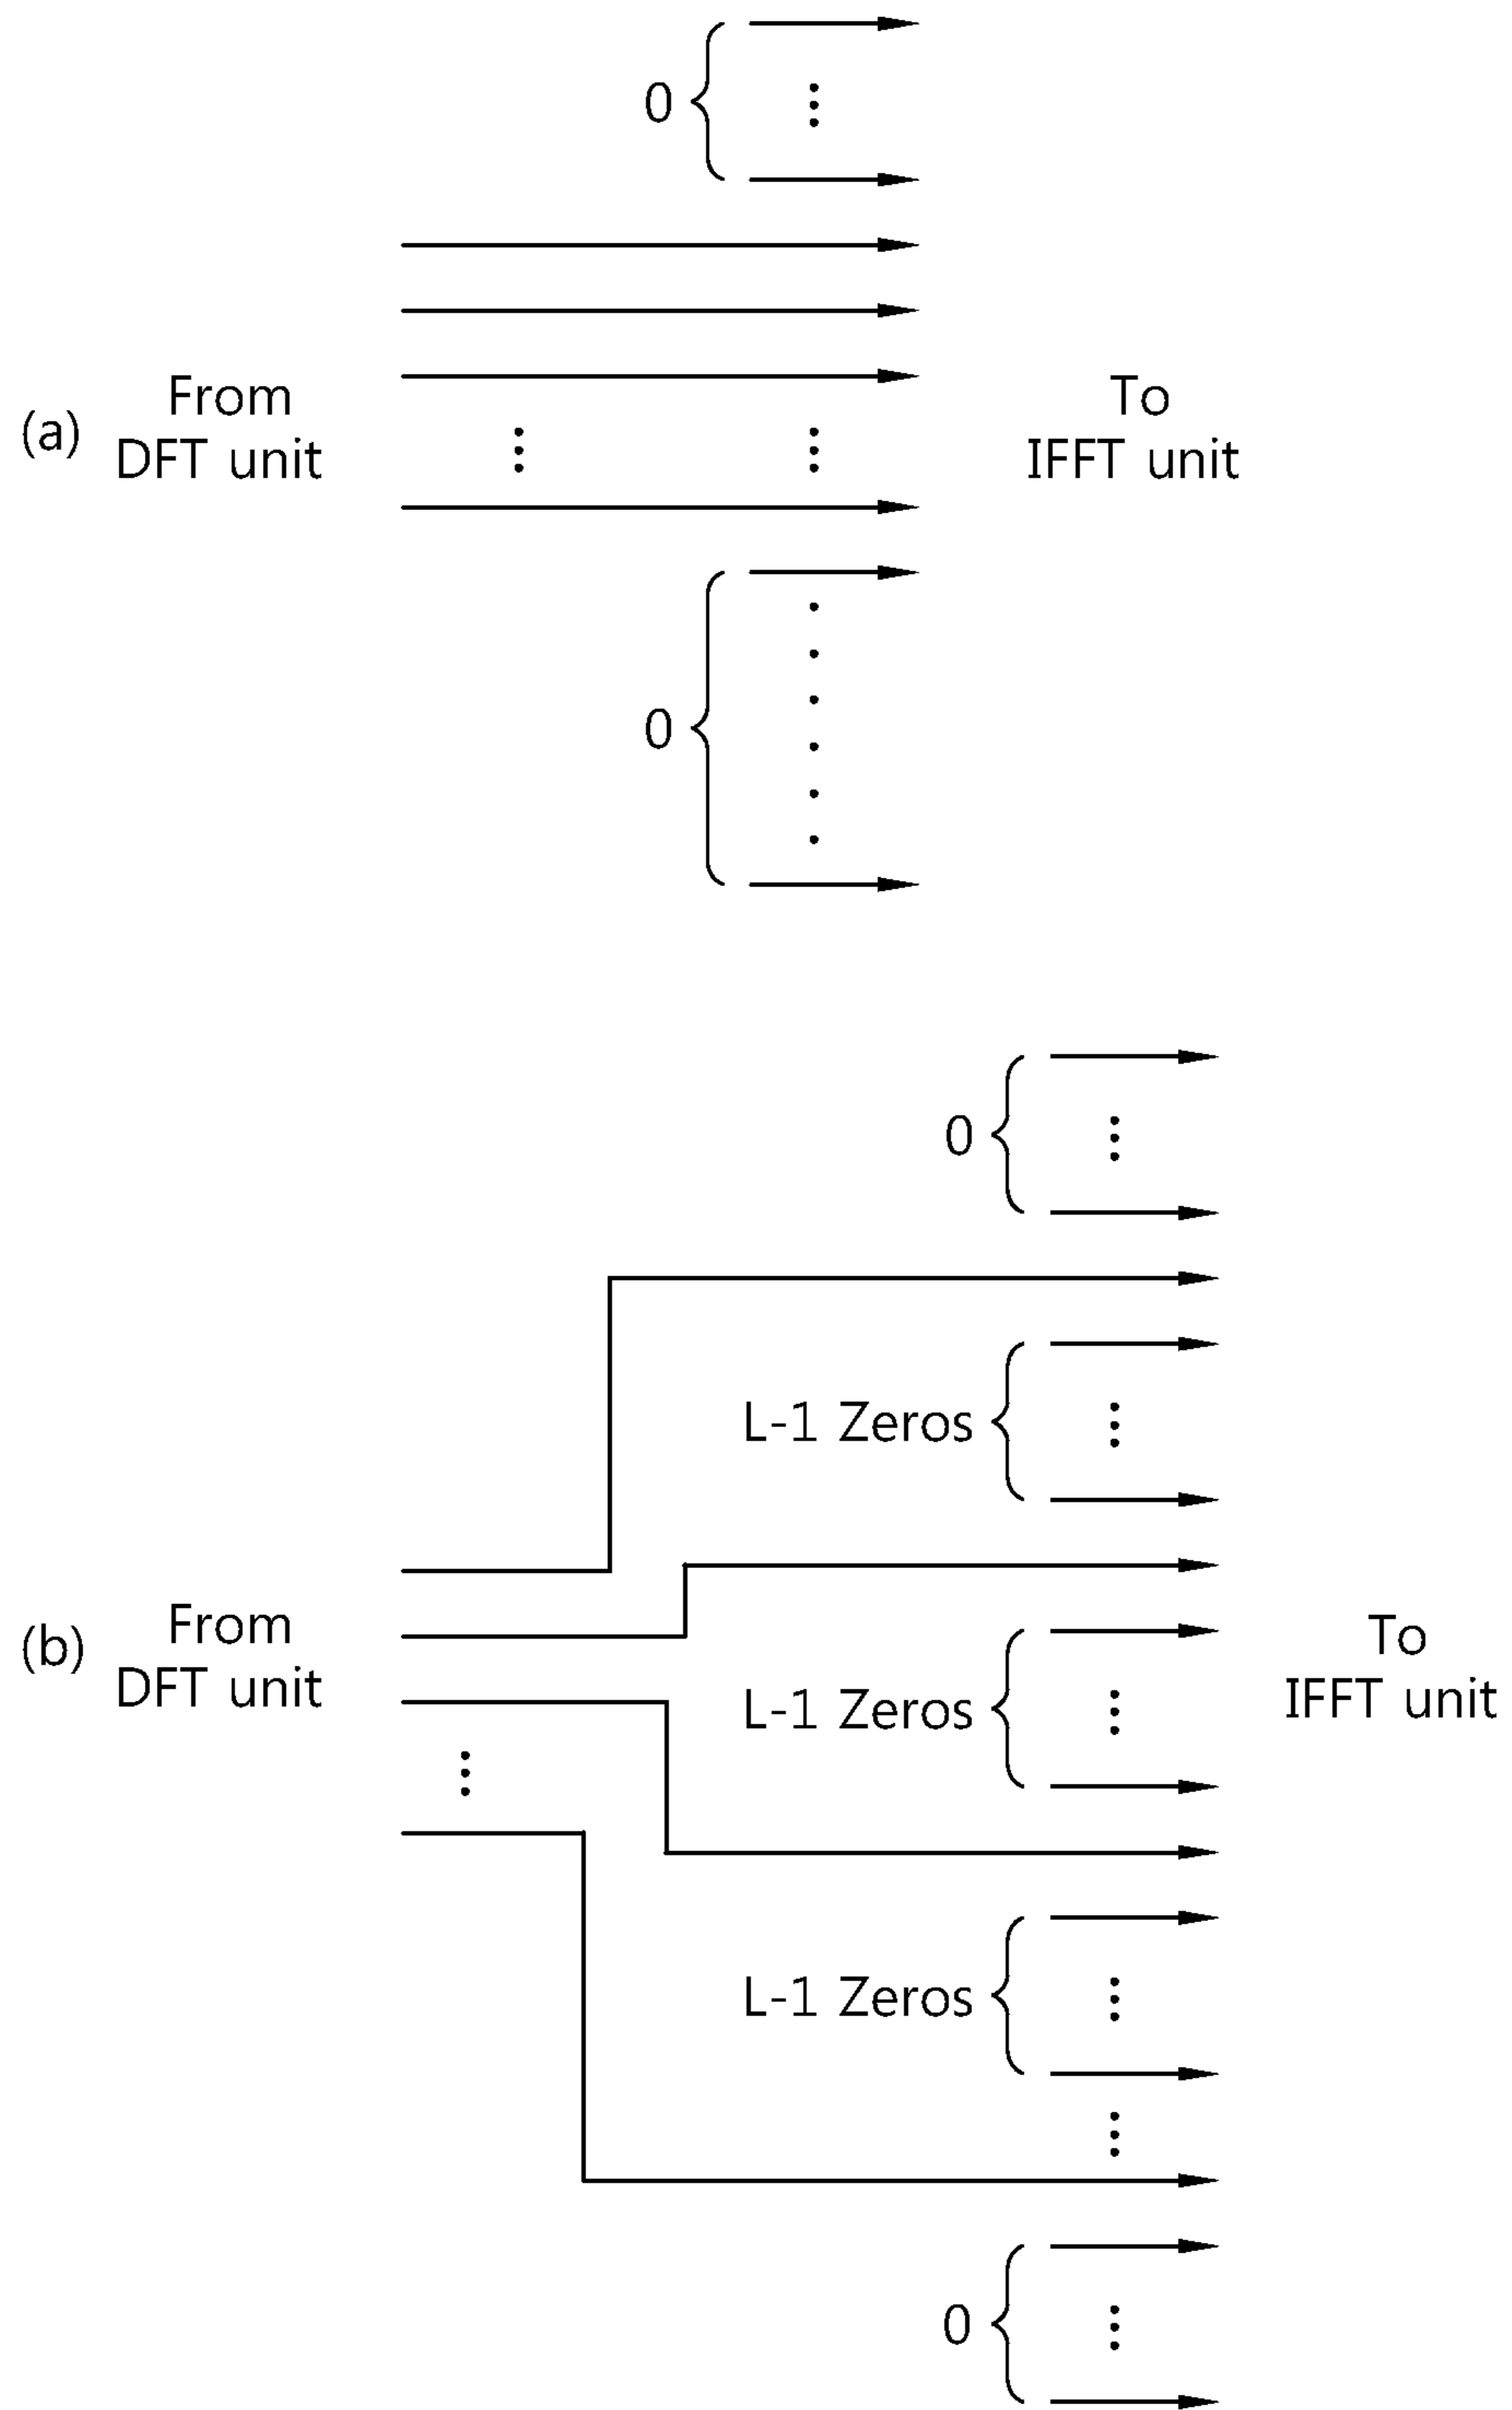 0
(a)
From
DFT unit
To
IFFT unit
0
0
L-1 Zeros
(b)
From
DFT unit
L-1 Zeros
To
IFFT unit
L-1 Zeros
0